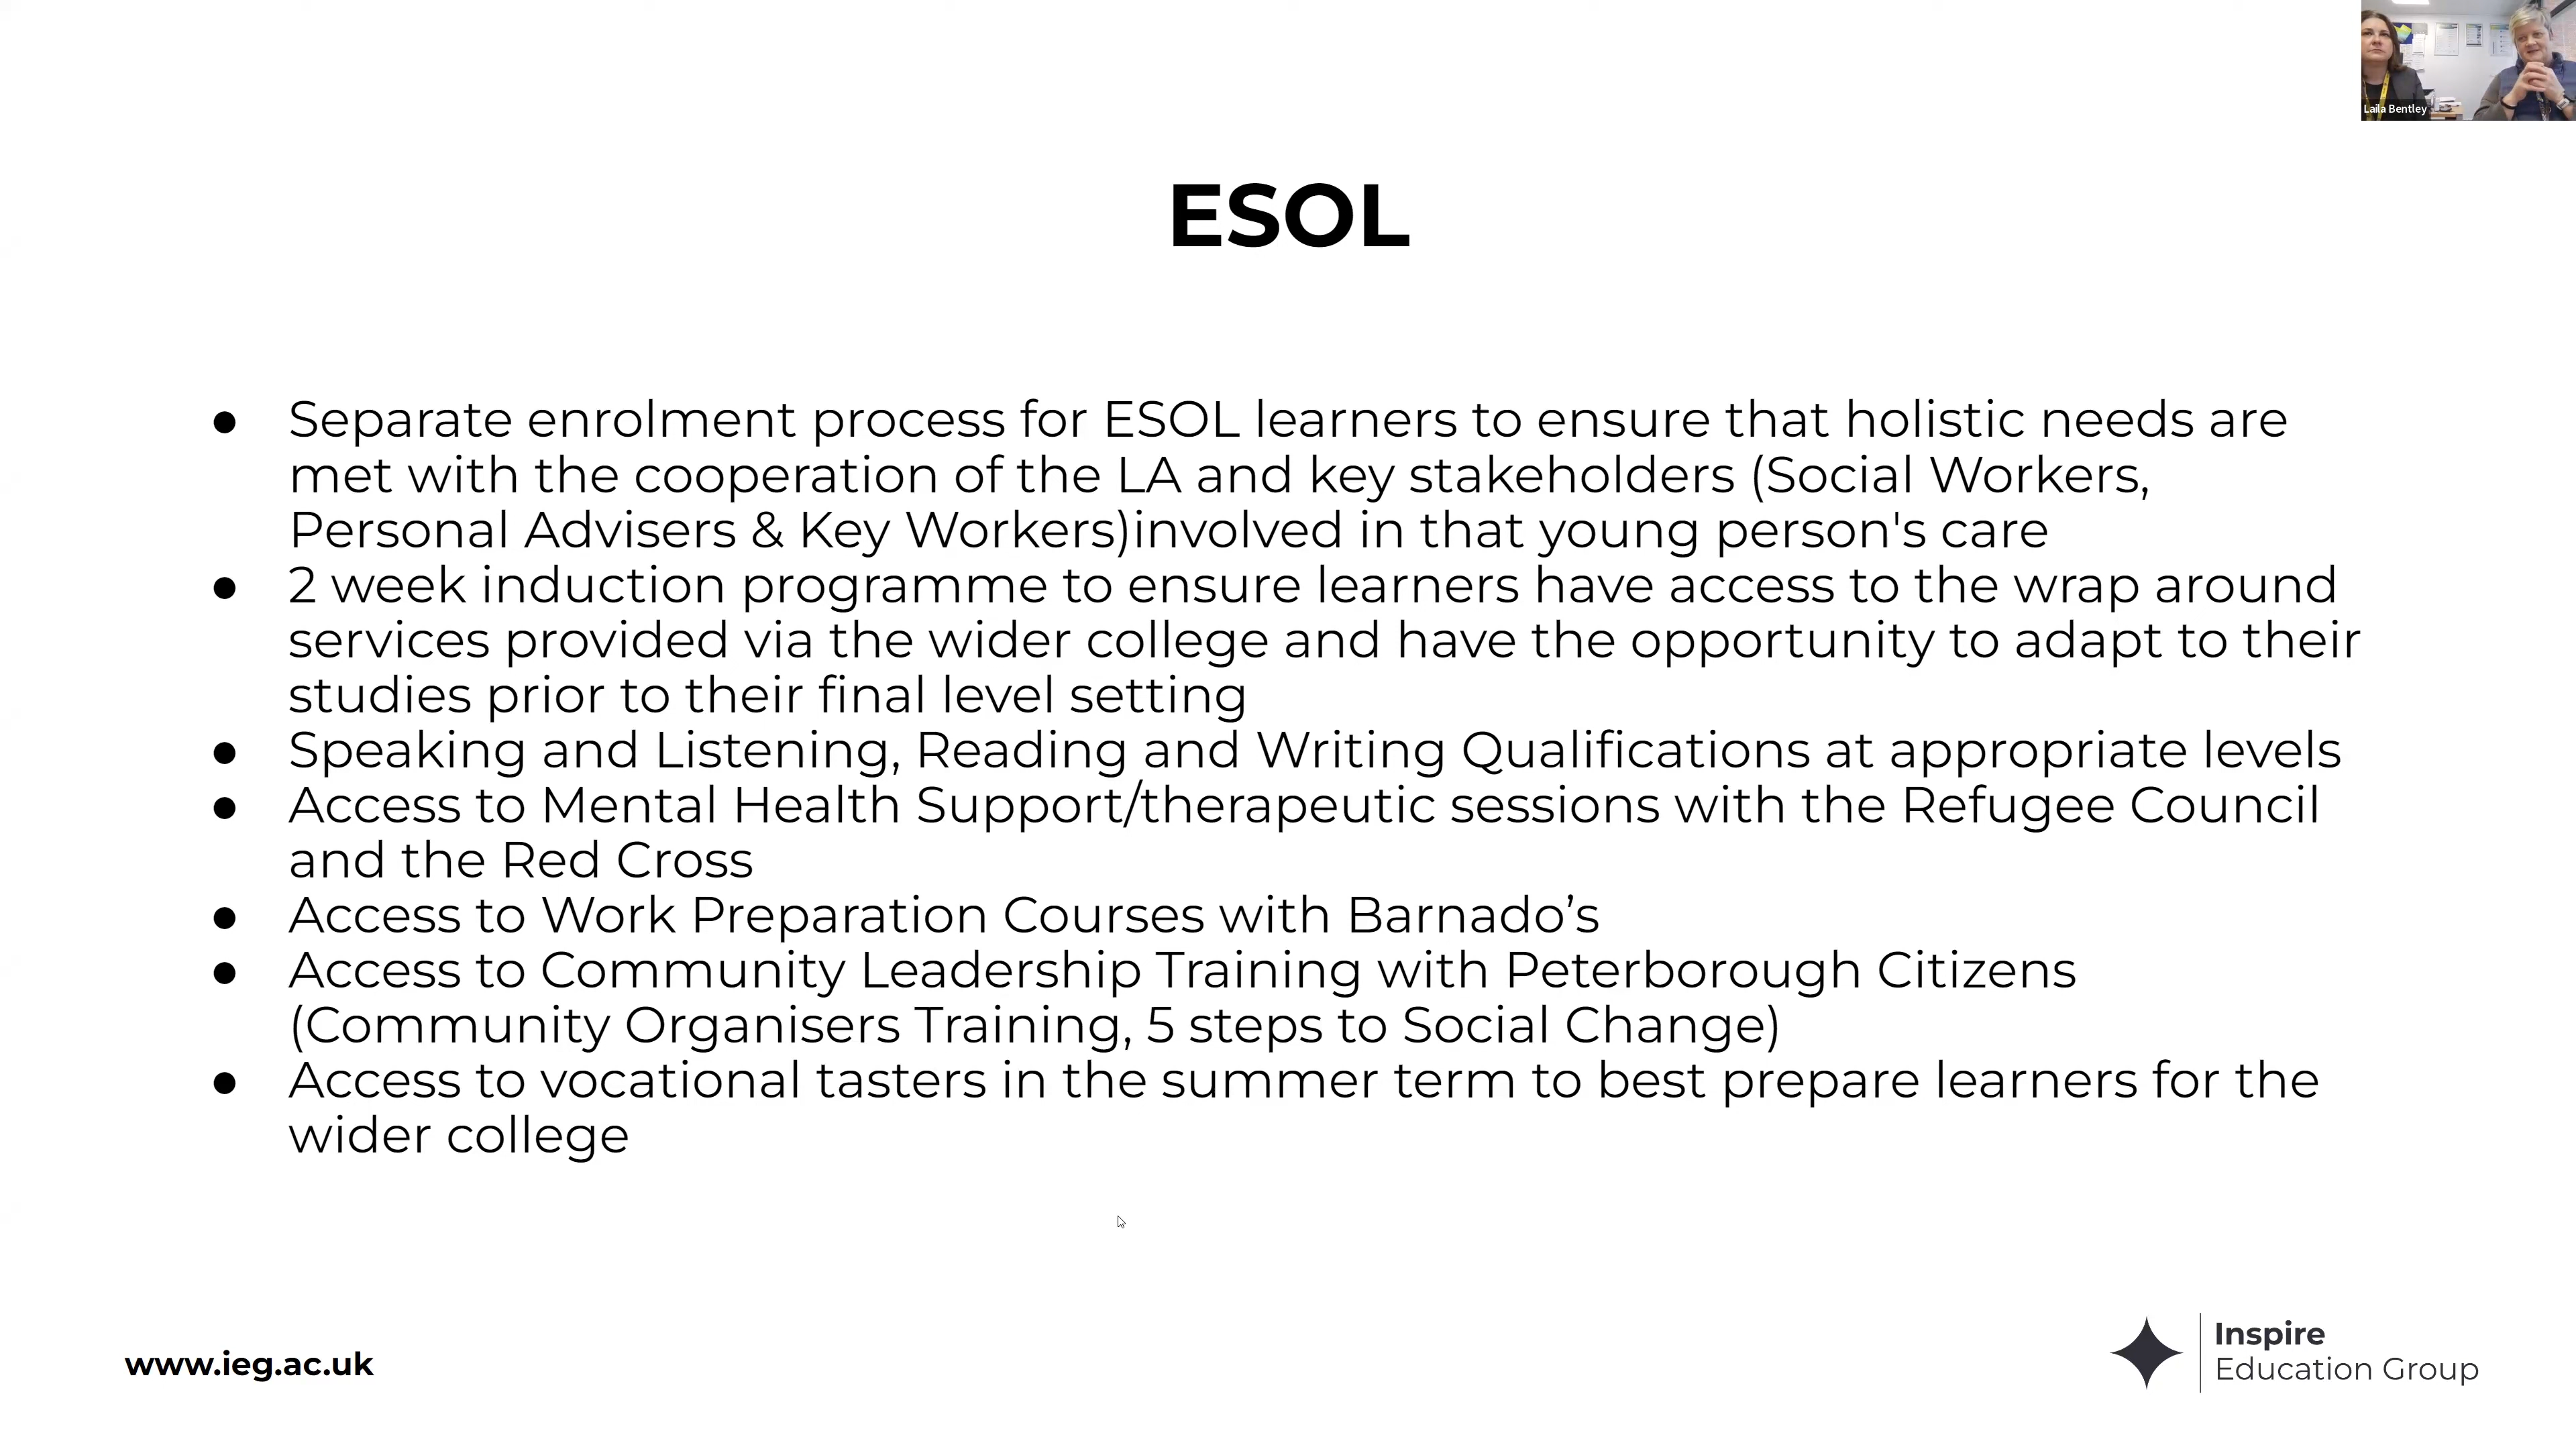 Laila Bentley
ESOL
● Separate enrolment process for ESOL learners to ensure that holistic needs are
met with the cooperation of the LA and key stakeholders (Social Workers,
Personal Advisers & Key Workers)involved in that young person's care
● 2 week induction programme to ensure learners have access to the wrap around
services provided via the wider college and have the opportunity to adapt to their
studies prior to their final level setting
● Speaking and Listening, Reading and Writing Qualifications at appropriate levels
● Access to Mental Health Support/therapeutic sessions with the Refugee Council
and the Red Cross
● Access to Work Preparation Courses with Barnado’s
● Access to Community Leadership Training with Peterborough Citizens
(Community Organisers Training, 5 steps to Social Change)
● Access to vocational tasters in the summer term to best prepare learners for the
wider college
www.ieg.ac.uk
Inspire
Education Group